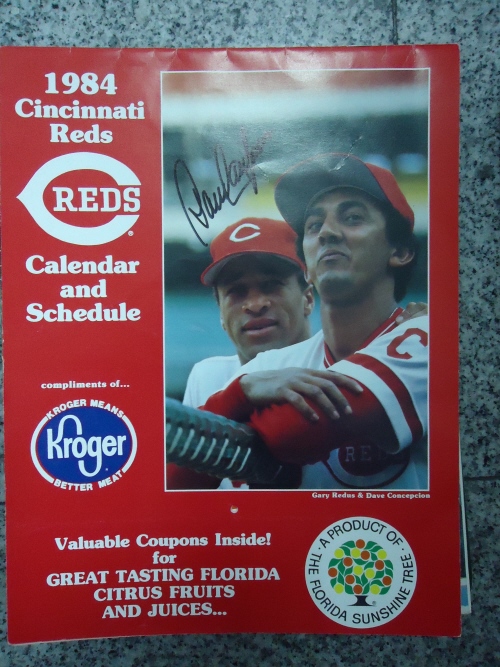 1984
Cincinnati
Reds
REDS
Calendar
and
Schedule
compliments of...
KROGER MEANS
Kroger
BETTER MEAT
C
C
REDS
Gary Redus & Dave Concepcion
Valuable Coupons Inside!
for
GREAT TASTING FLORIDA
CITRUS FRUITS
AND JUICES...
· A PRODUCT OF ·
THE FLORIDA SUNSHINE TREE